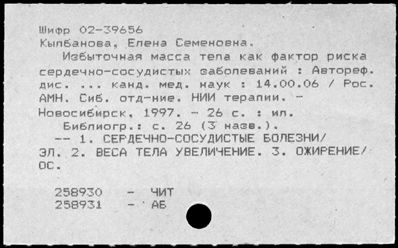 Шифр 02-39656
Кылбанова, Елена Семеновна.
Избыточная масса тела как фактор риска
сердечно-сосудистых заболеваний : Автореф.
дис. ... канд. мед. наук : 14.00.06 / Рос.
АМН. Сиб. отд-ние. НИИ терапии. -
Новосибирск, 1997. - 26 с. : ил.
Библиогр.: с. 26 (3 назв.).
-- 1. СЕРДЕЧНО-СОСУДИСТЫЕ БОЛЕЗНИ/
ЭЛ. 2. ВЕСА ТЕЛА УВЕЛИЧЕНИЕ. 3. ОЖИРЕНИЕ/
ОС.
258930 - ЧИТ
258931 - АБ